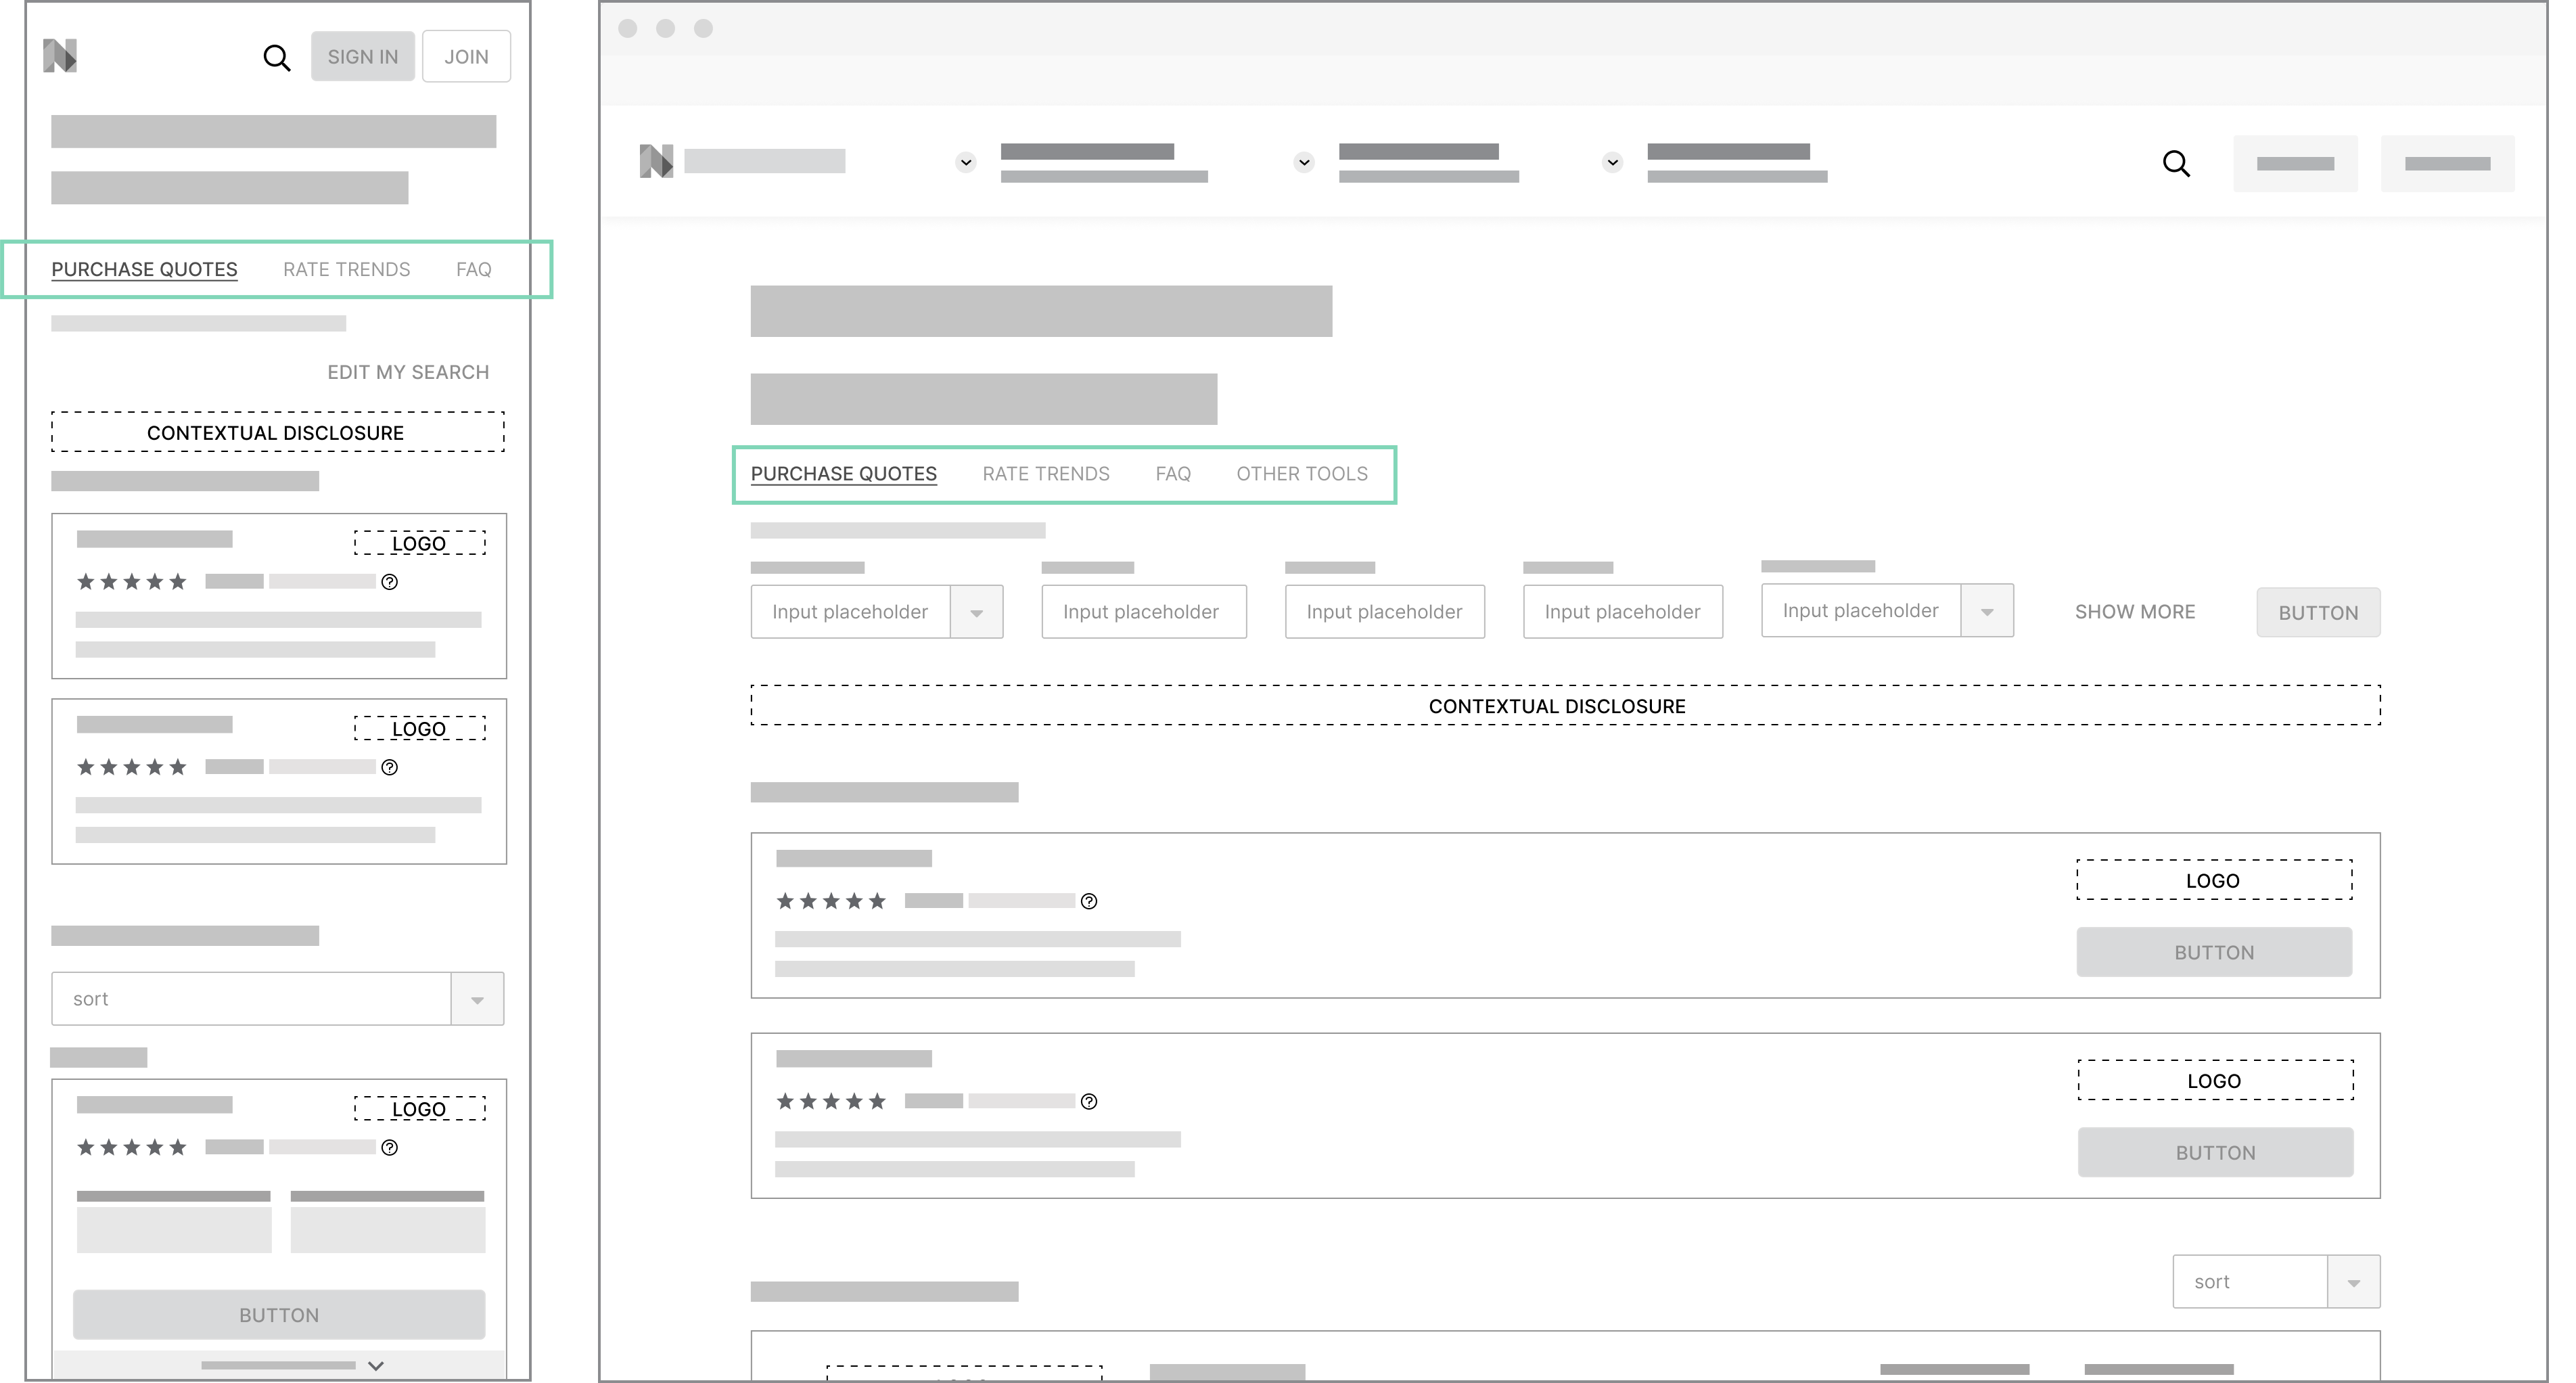 SIGN IN
JOIN
PURCHASE QUOTES RATE TRENDS FAQ
EDIT MY SEARCH
CONTEXTUAL DISCLOSURE
LOGO
LOGO
sort
LOGO
BUTTON
PURCHASE QUOTES RATE TRENDS FAQ OTHER TOOLS
Input placeholder Input placeholder Input placeholder Input placeholder Input placeholder SHOW MORE BUTTON
CONTEXTUAL DISCLOSURE
LOGO
BUTTON
LOGO
BUTTON
sort